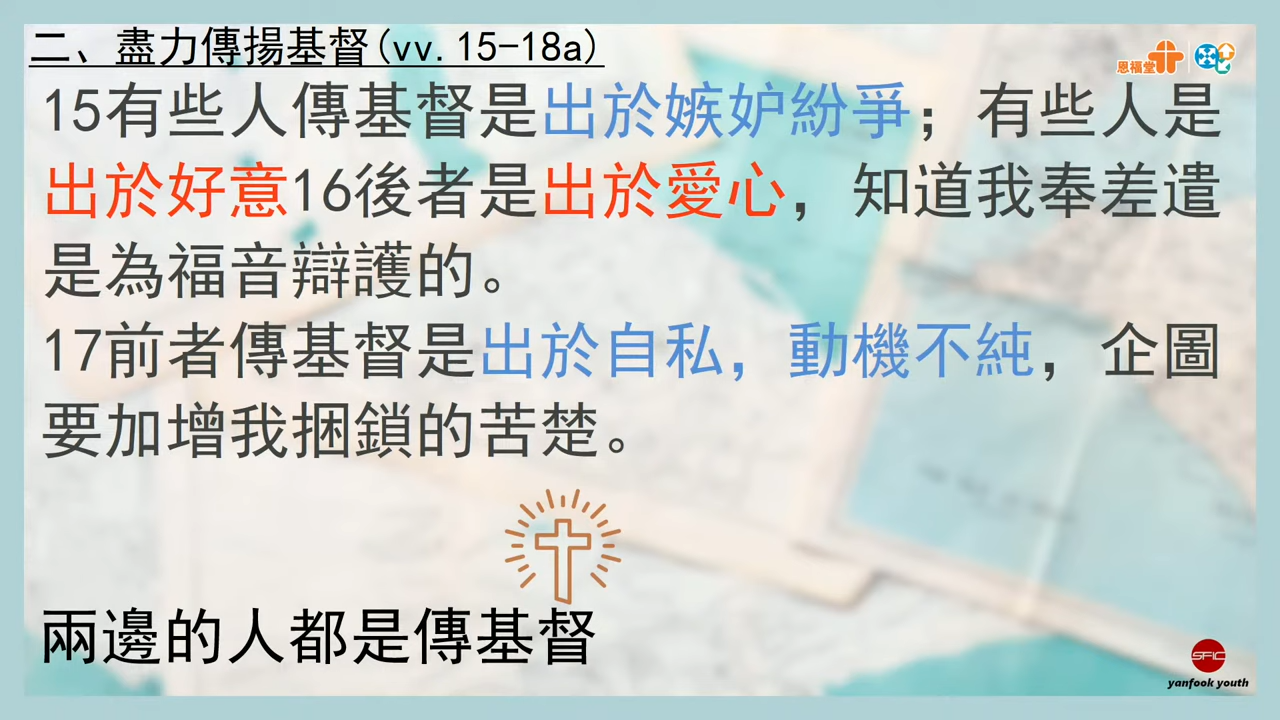 二、盡力傳揚基督(vv.15-18a)
恩福堂
15有些人傳基督是出於嫉妒紛爭；有些人是
出於好意16後者是出於愛心，知道我奉差遣
是為福音辯護的。
17前者傳基督是出於自私，動機不純，企圖
要加增我捆鎖的苦楚。
兩邊的人都是傳基督
SFIC
yanfook youth